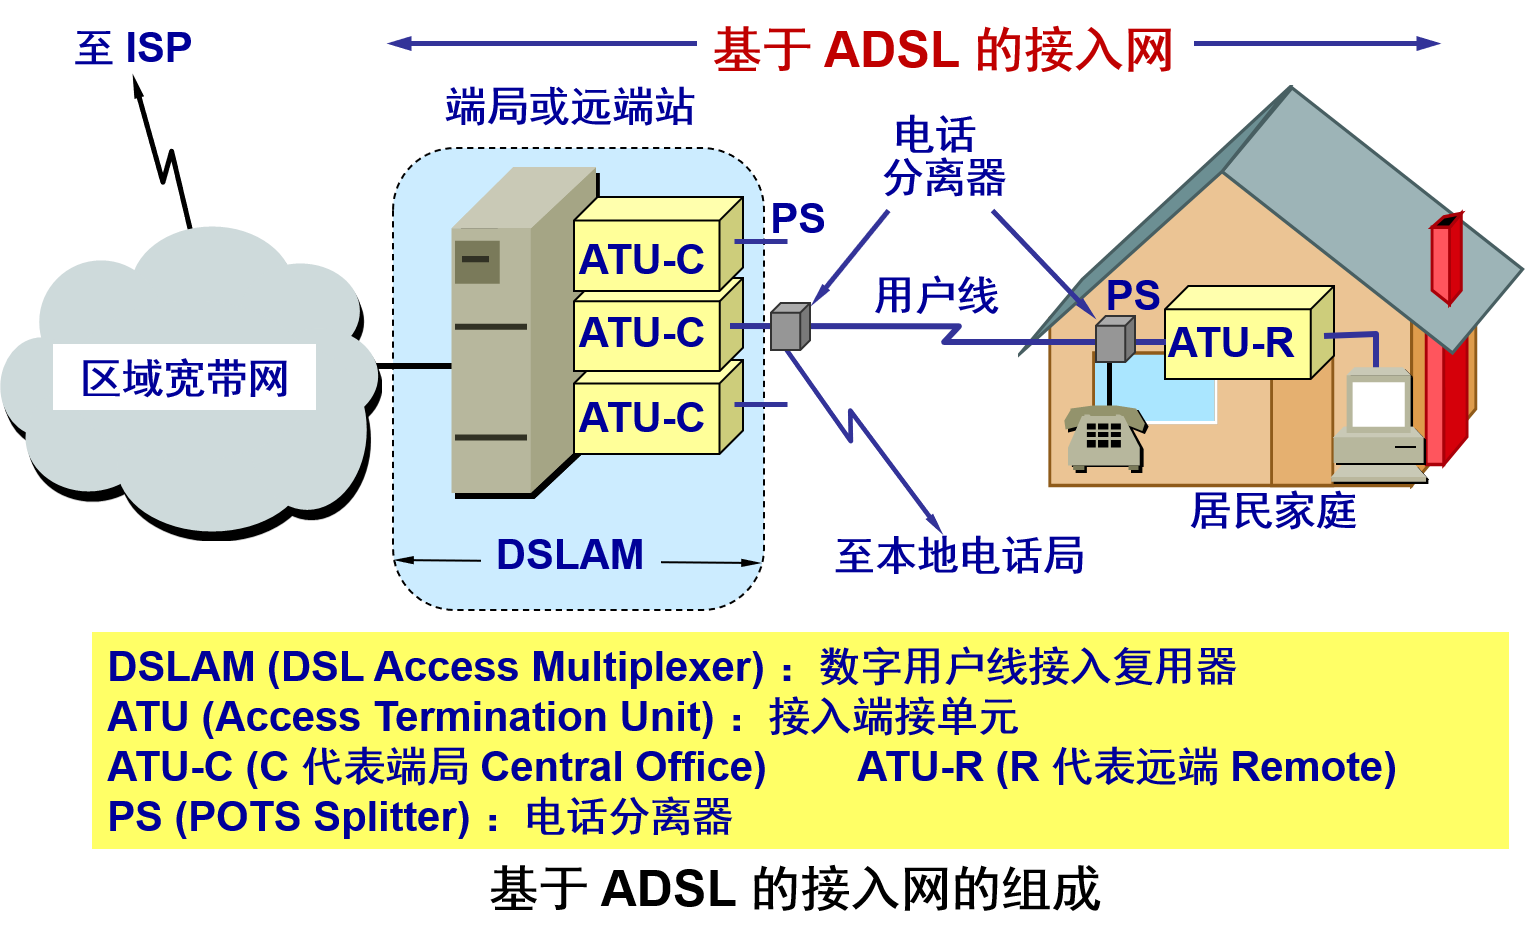 至 ISP
基于 ADSL 的接入网
端局或远端站
电话
分离器
PS
ATU-C
用户线
PS
ATU-C
ATU-R
区域宽带网
ATU-C
居民家庭
DSLAM
至本地电话局
DSLAM (DSL Access Multiplexer)：数字用户线接入复用器
ATU (Access Termination Unit)：接入端接单元
ATU-C (C 代表端局 Central Office) ATU-R (R 代表远端 Remote)
PS (POTS Splitter)：电话分离器
基于 ADSL 的接入网的组成